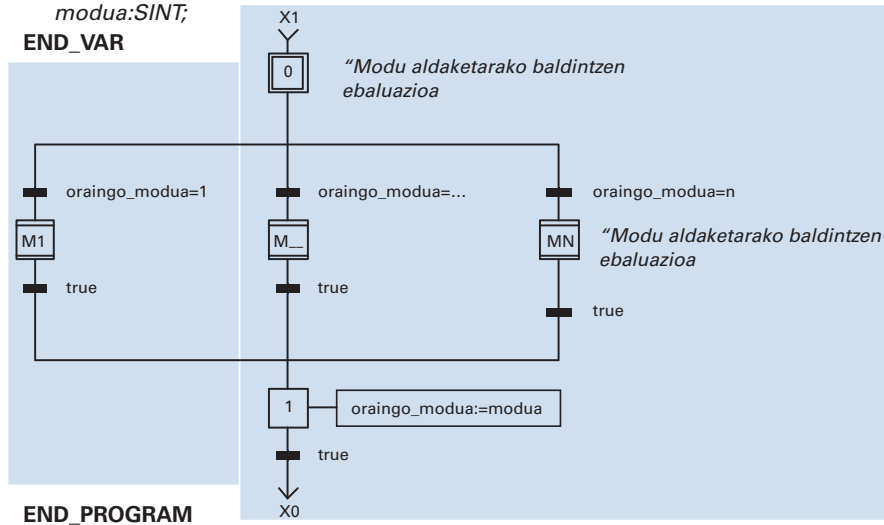 modua:SINT;
END_VAR
X1
0
“Modu aldaketarako baldintzen
ebaluazioa
oraingo_modua=1
oraingo_modua=...
oraingo_modua=n
M1
M__
MN
“Modu aldaketarako baldintzen
ebaluazioa
true
true
true
1
oraingo_modua:=modua
true
X0
END_PROGRAM